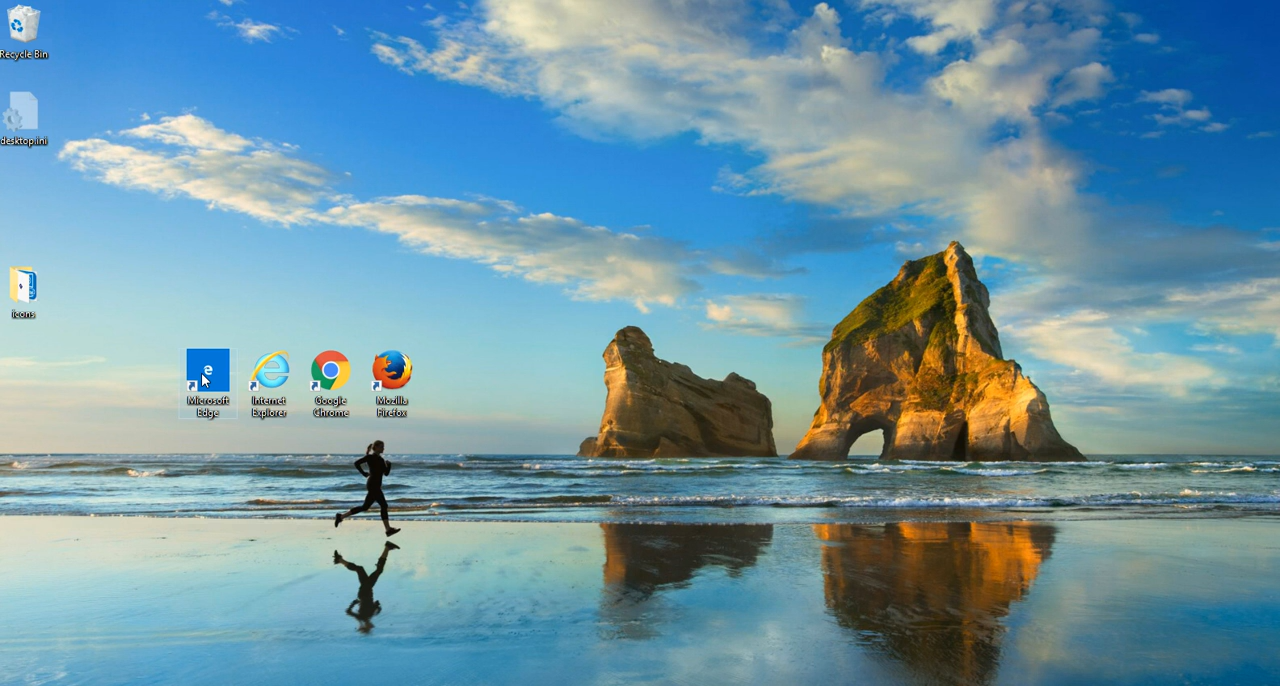 Recycle Bin
desktop.ini
icons
Microsoft
Edge
Internet
Explorer
Google
Chrome
Mozilla
Firefox